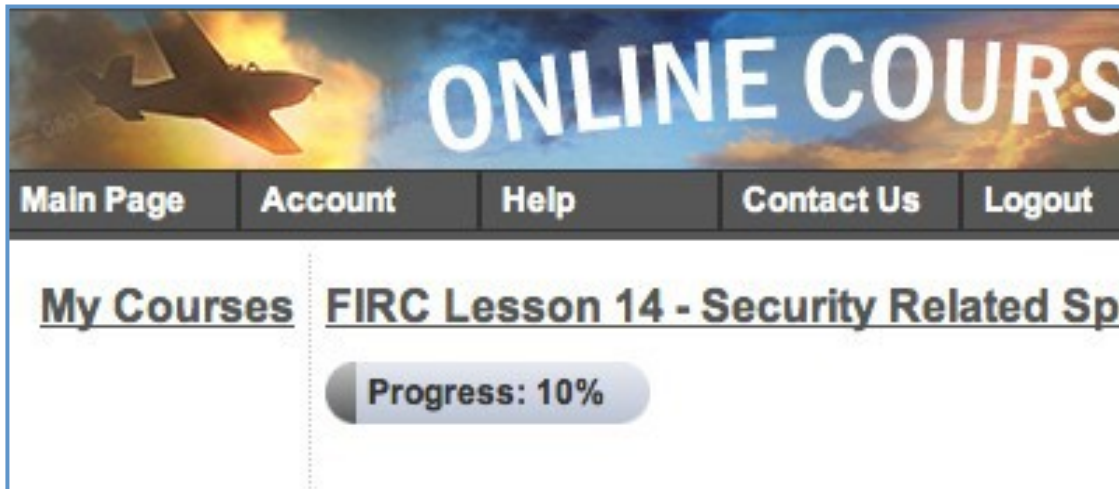 ONLINE COURS
Main Page Account Help Contact Us Logout
My Courses FIRC Lesson 14 - Security Related Sp
Progress: 10%